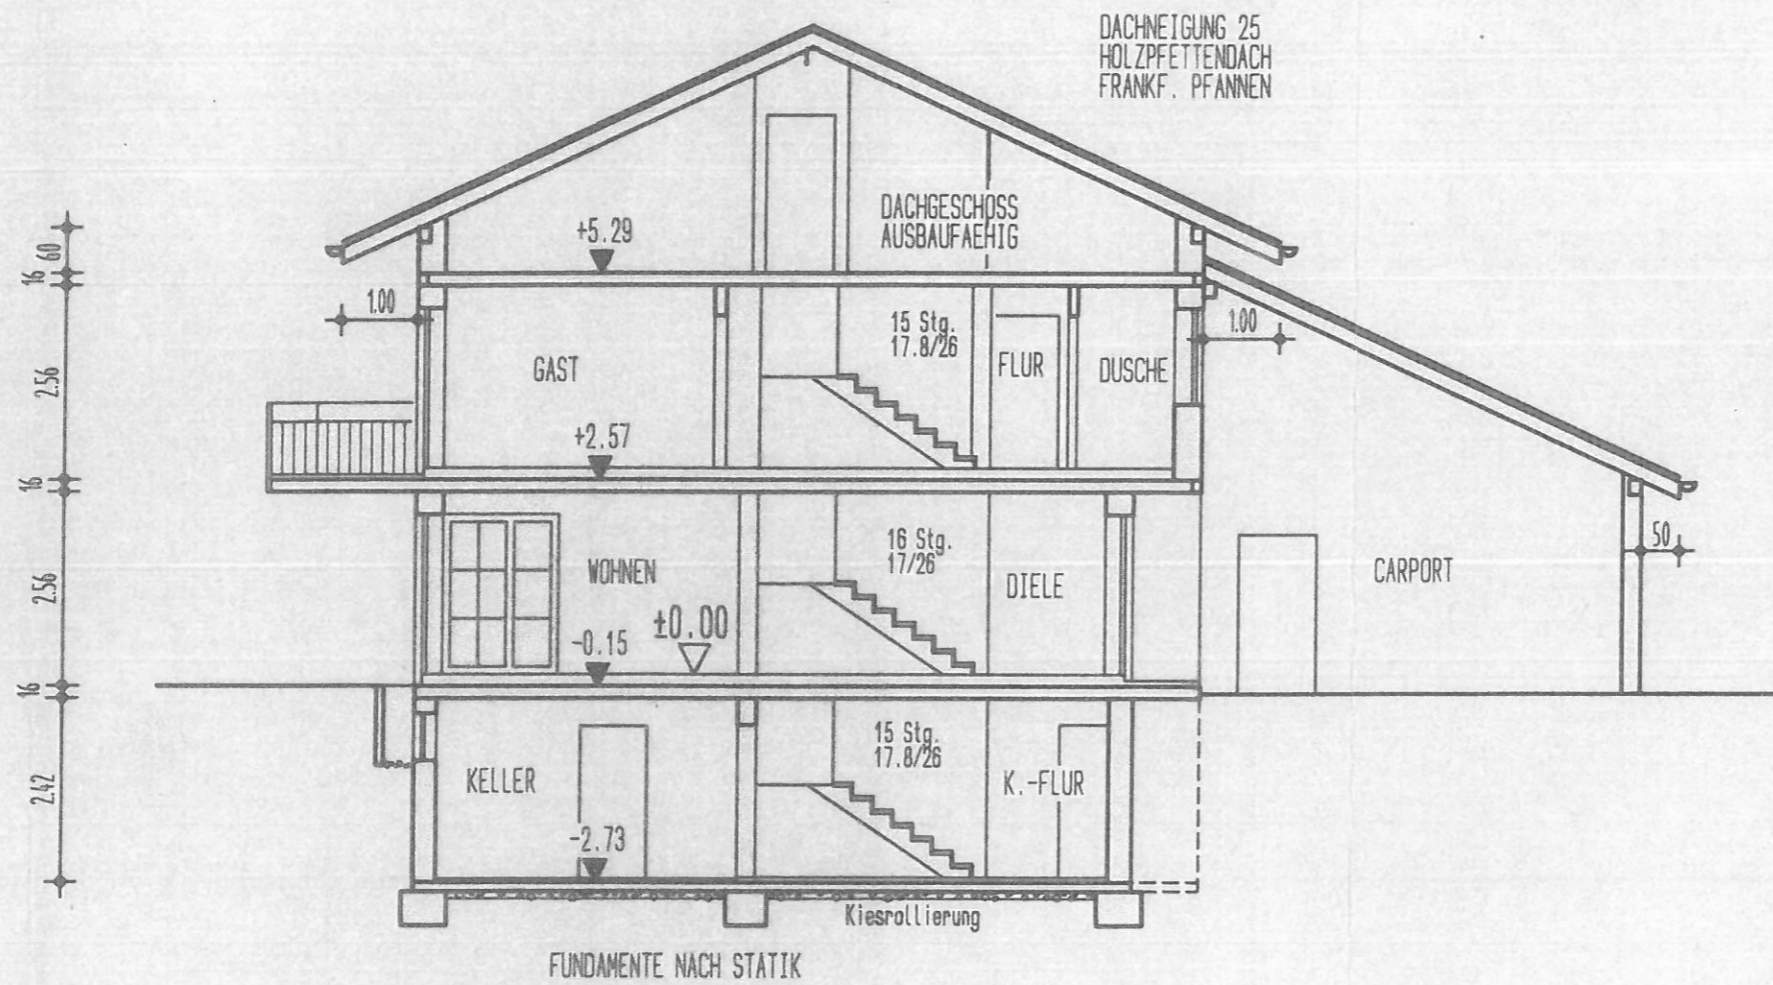 DACHNEIGUNG 25
HOLZPFETTENDACH
FRANKF. PFANNEN
DACHGESCHOSS
AUSBAUFAEHIG
+5.29
60
16
1.00
15 Stg.
17.8/26
1.00
GAST
FLUR
DUSCHE
2.56
+2.57
16
16 Stg.
17/26
50
WOHNEN
DIELE
CARPORT
2.56
±0.00
-0.15
16
15 Stg.
17.8/26
KELLER
K.-FLUR
2.42
-2.73
Kiesrollierung
FUNDAMENTE NACH STATIK